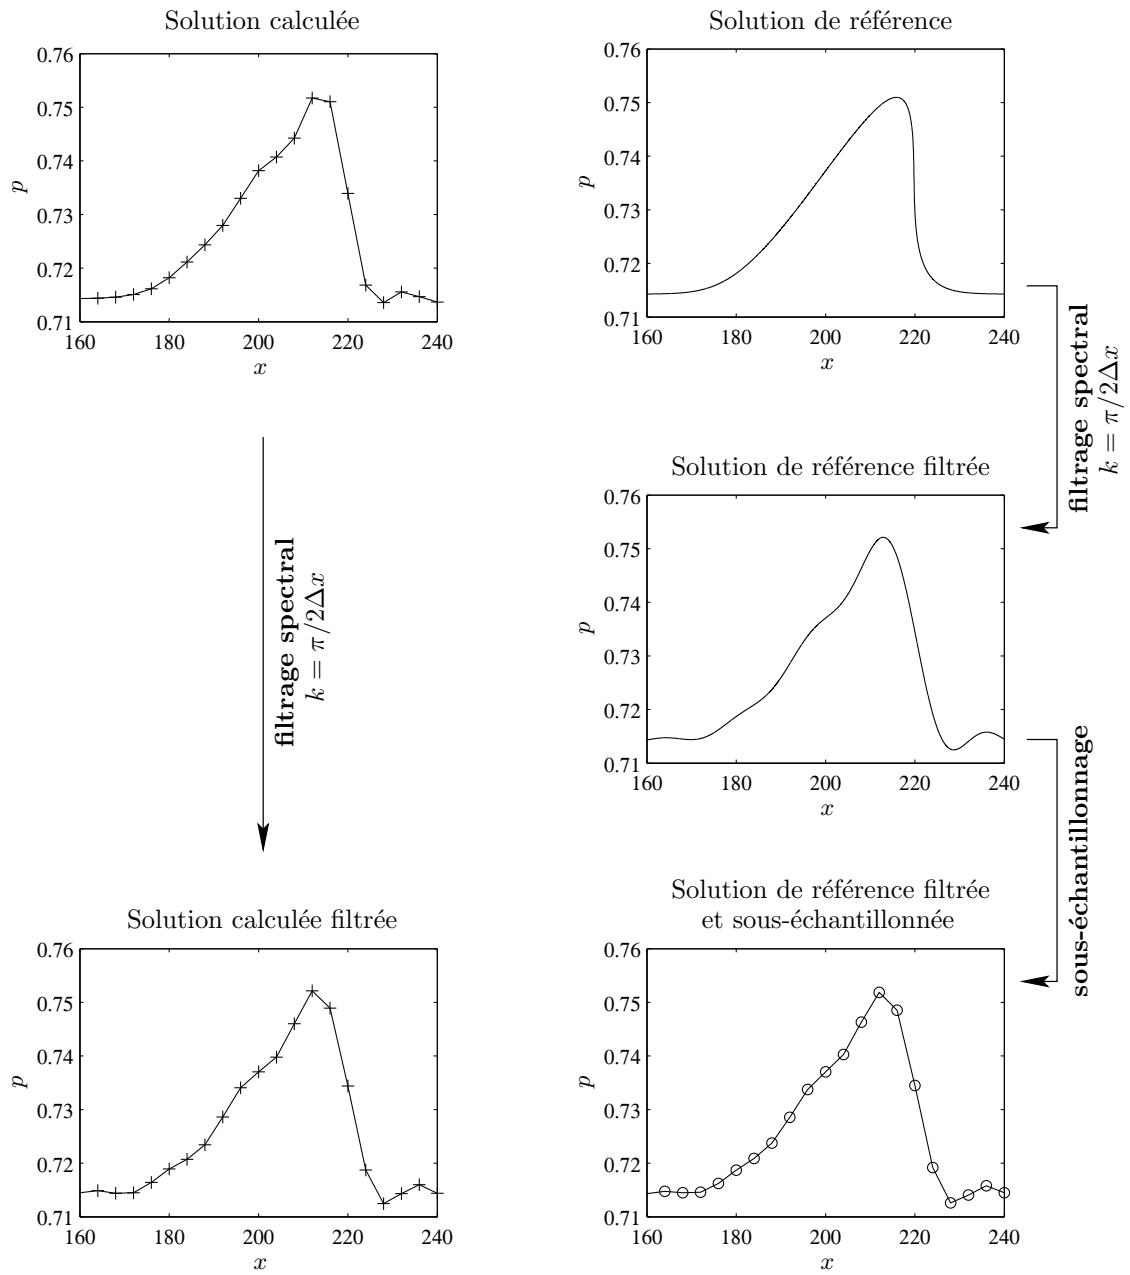 Solution calculée
0.76
0.75
0.74
0.73
0.72
0.71
p
160 180 200 220 240
x
Solution de référence
0.76
0.75
0.74
0.73
0.72
0.71
p
160 180 200 220 240
x
filtrage spectral
k = π/2Δx
filtrage spectral
k = π/2Δx
Solution de référence filtrée
0.76
0.75
0.74
0.73
0.72
0.71
p
160 180 200 220 240
x
sous-échantillonnage
Solution calculée filtrée
0.76
0.75
0.74
0.73
0.72
0.71
p
160 180 200 220 240
x
Solution de référence filtrée
et sous-échantillonnée
0.76
0.75
0.74
0.73
0.72
0.71
p
160 180 200 220 240
x